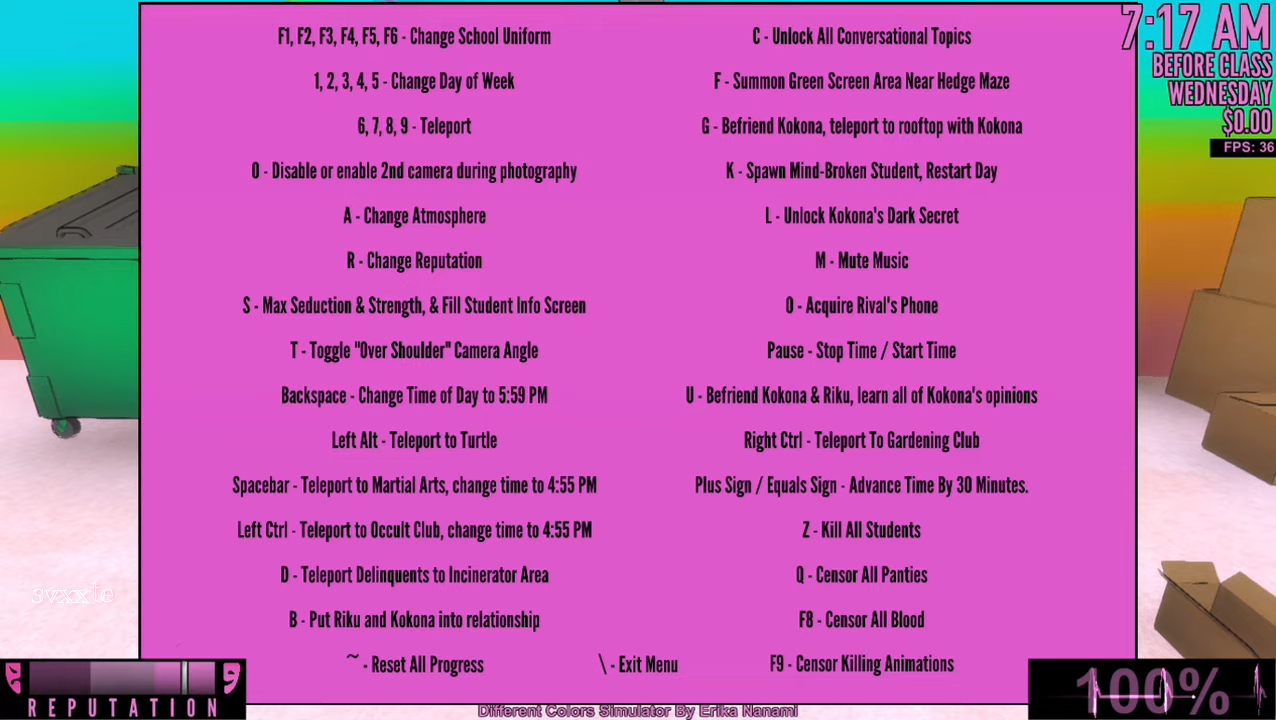 F1, F2, F3, F4, F5, F6 - Change School Uniform
1, 2, 3, 4, 5 - Change Day of Week
6, 7, 8, 9 - Teleport
0 - Disable or enable 2nd camera during photography
A - Change Atmosphere
R - Change Reputation
S - Max Seduction & Strength, & Fill Student Info Screen
T - Toggle "Over Shoulder" Camera Angle
Backspace - Change Time of Day to 5:59 PM
Left Alt - Teleport to Turtle
Spacebar - Teleport to Martial Arts, change time to 4:55 PM
Left Ctrl - Teleport to Occult Club, change time to 4:55 PM
D - Teleport Delinquents to Incinerator Area
B - Put Riku and Kokona into relationship
~ - Reset All Progress
\ - Exit Menu
C - Unlock All Conversational Topics
F - Summon Green Screen Area Near Hedge Maze
G - Befriend Kokona, teleport to rooftop with Kokona
K - Spawn Mind-Broken Student, Restart Day
L - Unlock Kokona's Dark Secret
M - Mute Music
O - Acquire Rival's Phone
Pause - Stop Time / Start Time
U - Befriend Kokona & Riku, learn all of Kokona's opinions
Right Ctrl - Teleport To Gardening Club
Plus Sign / Equals Sign - Advance Time By 30 Minutes.
Z - Kill All Students
Q - Censor All Panties
F8 - Censor All Blood
F9 - Censor Killing Animations
7:17 AM
BEFORE CLASS
WEDNESDAY
$0.00
FPS: 36
svxxle
REPUTATION
100%
Different Colors Simulator By Erika Nanami